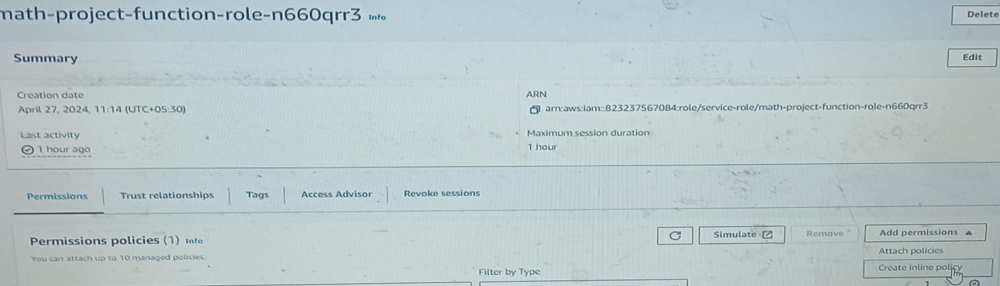 math-project-function-role-n660qrr3 Info
Delete
Summary
Edit
Creation date
April 27, 2024, 11:14 (UTC+05:30)
ARN
arn:aws:iam::823237567084:role/service-role/math-project-function-role-n660qrr3
Last activity
1 hour ago
Maximum session duration
1 hour
Permissions
Trust relationships
Tags
Access Advisor
Revoke sessions
Permissions policies (1) Info
You can attach up to 10 managed policies.
Simulate
Remove
Add permissions
Attach policies
Create inline policy
Filter by Type
1